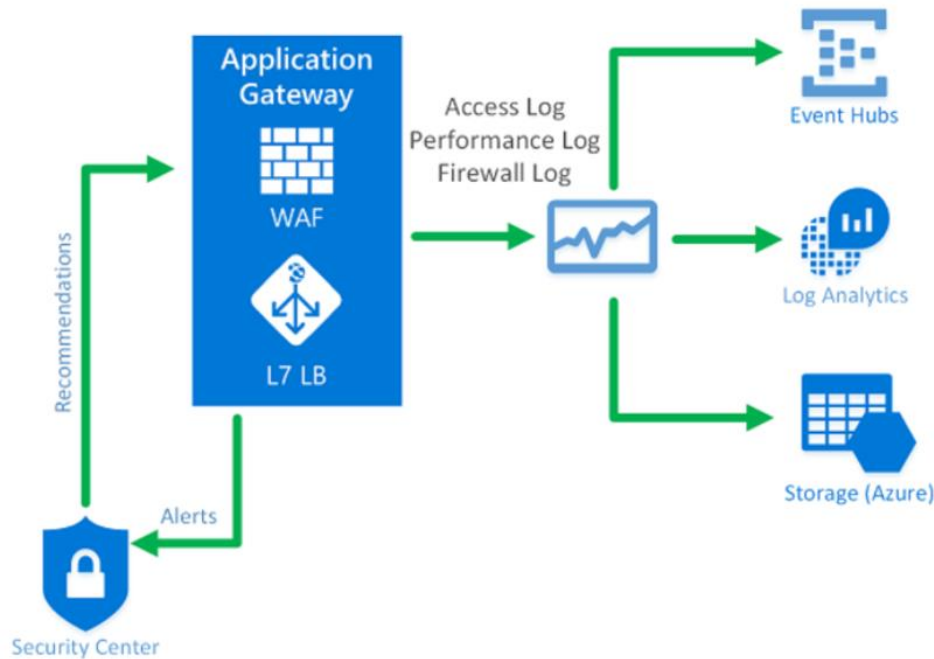 Application
Gateway
WAF
L7 LB
Access Log
Performance Log
Firewall Log
Event Hubs
Log Analytics
Storage (Azure)
Recommendations
Alerts
Security Center